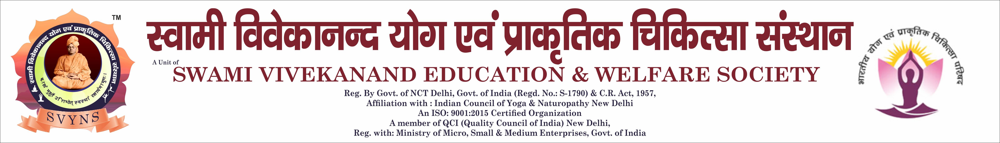 TM
स्वामी विवेकानन्द योग एवं प्राकृतिक चिकित्सा संस्थान
ब्राह्मे मुहूर्ते उत्तिष्ठेत् स्वस्थो रक्षार्थमायुषः।
SVYNS
स्वामी विवेकानन्द योग एवं प्राकृतिक चिकित्सा संस्थान
A Unit of
SWAMI VIVEKANAND EDUCATION & WELFARE SOCIETY
Reg. By Govt. of NCT Delhi, Govt. of India (Regd. No.: S-1790) & C.R. Act, 1957,
Affiliation with : Indian Council of Yoga & Naturopathy New Delhi
An ISO: 9001:2015 Certified Organization
A member of QCI (Quality Council of India) New Delhi,
Reg. with: Ministry of Micro, Small & Medium Enterprises, Govt. of India
भारतीय योग एवं प्राकृतिक चिकित्सा परिषद